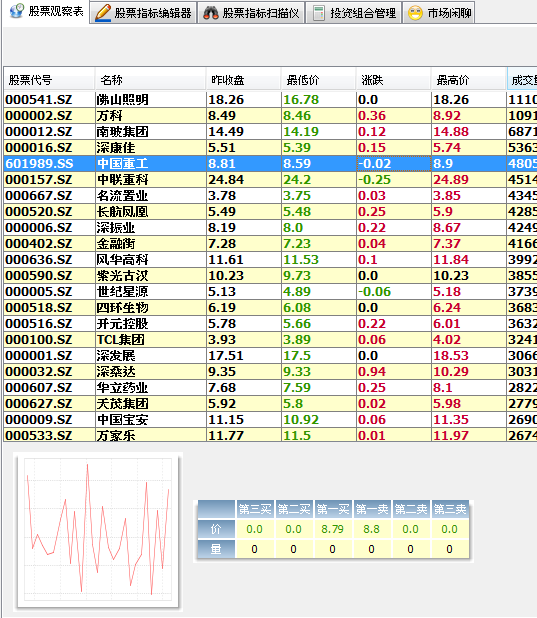 股票观察表 股票指标编辑器 股票指标扫描仪 投资组合管理 市场闲聊
股票代号 名称 昨收盘 最低价 涨跌 最高价 成交
000541.SZ 佛山照明 18.26 16.78 0.0 18.26 1110
000002.SZ 万科 8.49 8.46 0.36 8.92 1091
000012.SZ 南玻集团 14.49 14.19 0.12 14.88 6871
000016.SZ 深康佳 5.51 5.39 0.15 5.74 5363
601989.SS 中国重工 8.81 8.59 -0.02 8.9 4805
000157.SZ 中联重科 24.84 24.2 -0.25 24.89 4514
000667.SZ 名流置业 3.78 3.75 0.03 3.85 4345
000520.SZ 长航凤凰 5.49 5.48 0.25 5.9 4285
000006.SZ 深振业 8.19 8.0 0.22 8.67 4249
000402.SZ 金融街 7.28 7.23 0.04 7.37 4166
000636.SZ 风华高科 11.61 11.53 0.1 11.84 3992
000590.SZ 紫光古汉 10.23 9.73 0.0 10.23 3855
000005.SZ 世纪星源 5.13 4.89 -0.06 5.18 3739
000518.SZ 四环生物 6.19 6.08 0.0 6.24 3683
000516.SZ 开元控股 5.78 5.66 0.22 6.01 3632
000100.SZ TCL集团 3.93 3.89 0.06 4.02 3241
000001.SZ 深发展 17.51 17.5 0.0 18.53 3066
000032.SZ 深桑达 9.35 9.33 0.94 10.29 3031
000607.SZ 华立药业 7.68 7.59 0.25 8.1 2822
000627.SZ 天茂集团 5.92 5.8 0.02 5.98 2779
000009.SZ 中国宝安 11.15 10.92 0.06 11.35 2690
000533.SZ 万家乐 11.77 11.5 0.01 11.97 2674
第三买 第二买 第一买 第一卖 第二卖 第三卖
价 0.0 0.0 8.79 8.8 0.0 0.0
量 0 0 0 0 0 0